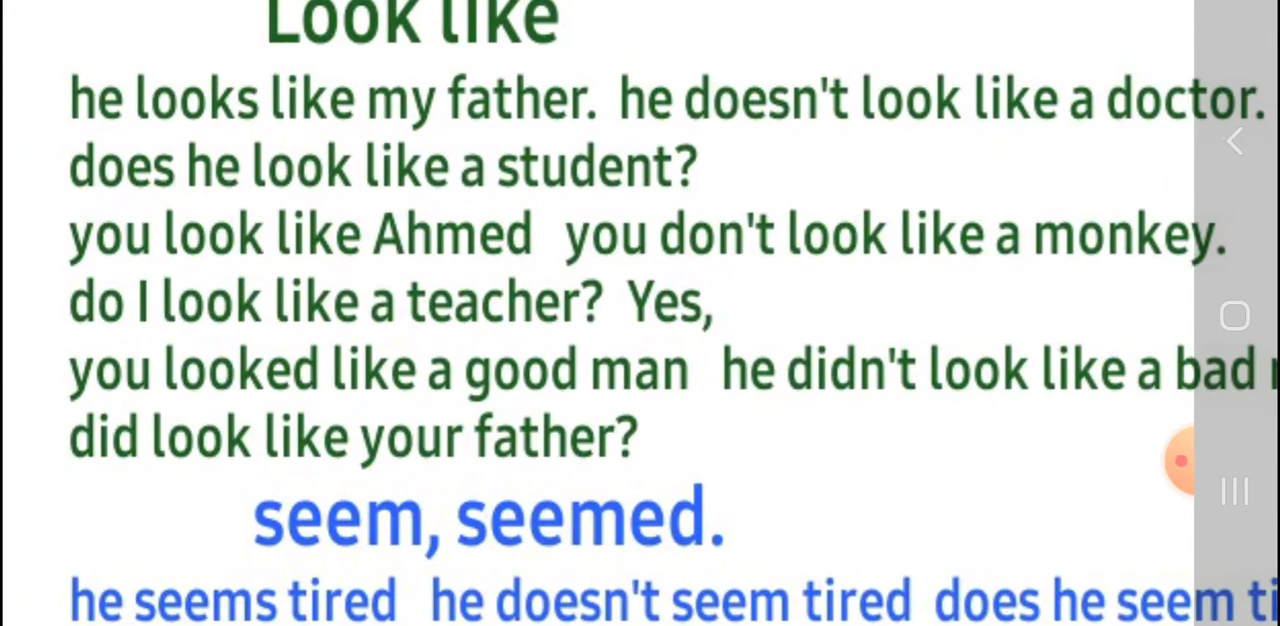 Look like
he looks like my father.  he doesn't look like a doctor.
does he look like a student?
you look like Ahmed   you don't look like a monkey.
do I look like a teacher?  Yes,
you looked like a good man   he didn't look like a bad
did look like your father?
seem, seemed.
he seems tired   he doesn't seem tired  does he seem